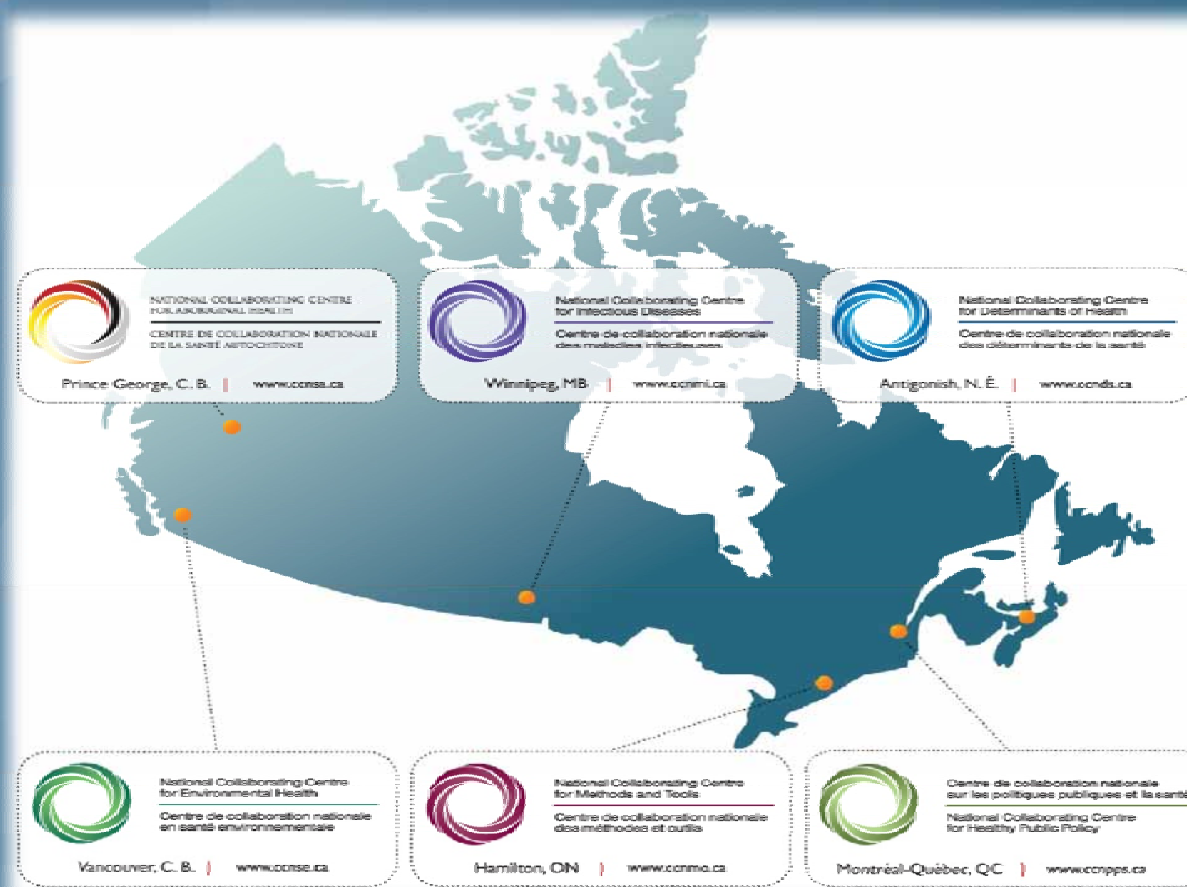 NATIONAL COLLABORATING CENTRE
FOR ABORIGINAL HEALTH
CENTRE DE COLLABORATION NATIONALE
DE LA SANTÉ AUTOCHTONE
Prince George, C. B. | www.ccnsa.ca
National Collaborating Centre
for Infectious Diseases
Centre de collaboration nationale
des maladies infectieuses
Winnipeg, MB | www.ccnmi.ca
National Collaborating Centre
for Determinants of Health
Centre de collaboration nationale
des déterminants de la santé
Antigonish, N. É. | www.ccnds.ca
National Collaborating Centre
for Environmental Health
Centre de collaboration nationale
en santé environnementale
Vancouver, C. B. | www.ccnse.ca
National Collaborating Centre
for Methods and Tools
Centre de collaboration nationale
des méthodes et outils
Hamilton, ON | www.ccnmo.ca
Centre de collaboration nationale
sur les politiques publiques et la santé
National Collaborating Centre
for Healthy Public Policy
Montréal-Québec, QC | www.ccnpps.ca